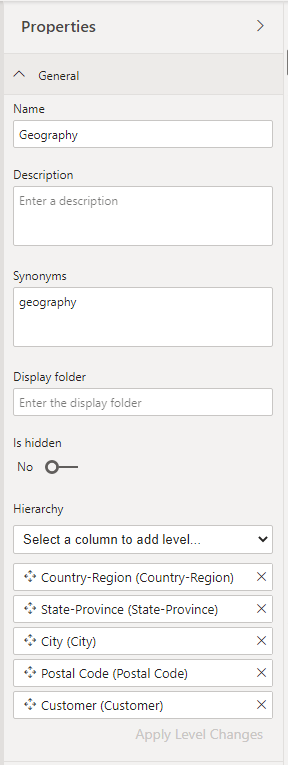 Properties
General
Name
Geography
Description
Enter a description
Synonyms
geography
Display folder
Enter the display folder
Is hidden
No
Hierarchy
Select a column to add level...
Country-Region (Country-Region)
State-Province (State-Province)
City (City)
Postal Code (Postal Code)
Customer (Customer)
Apply Level Changes